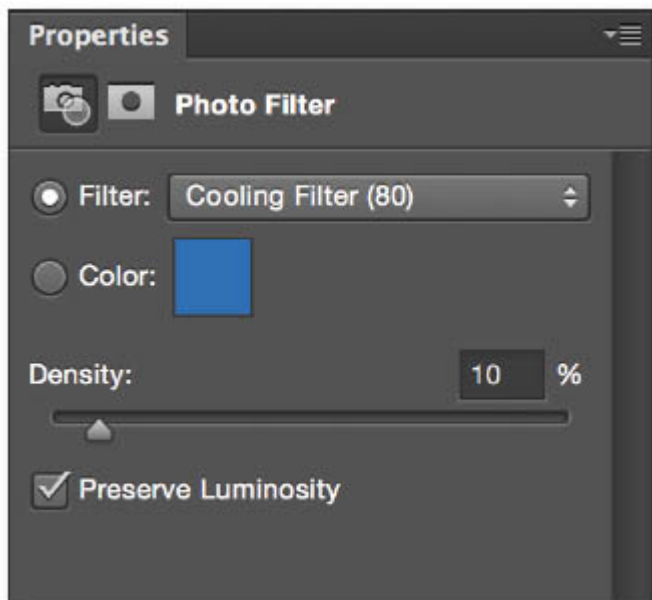 Properties
Photo Filter
Filter: Cooling Filter (80)
Color:
Density: 10 %
Preserve Luminosity